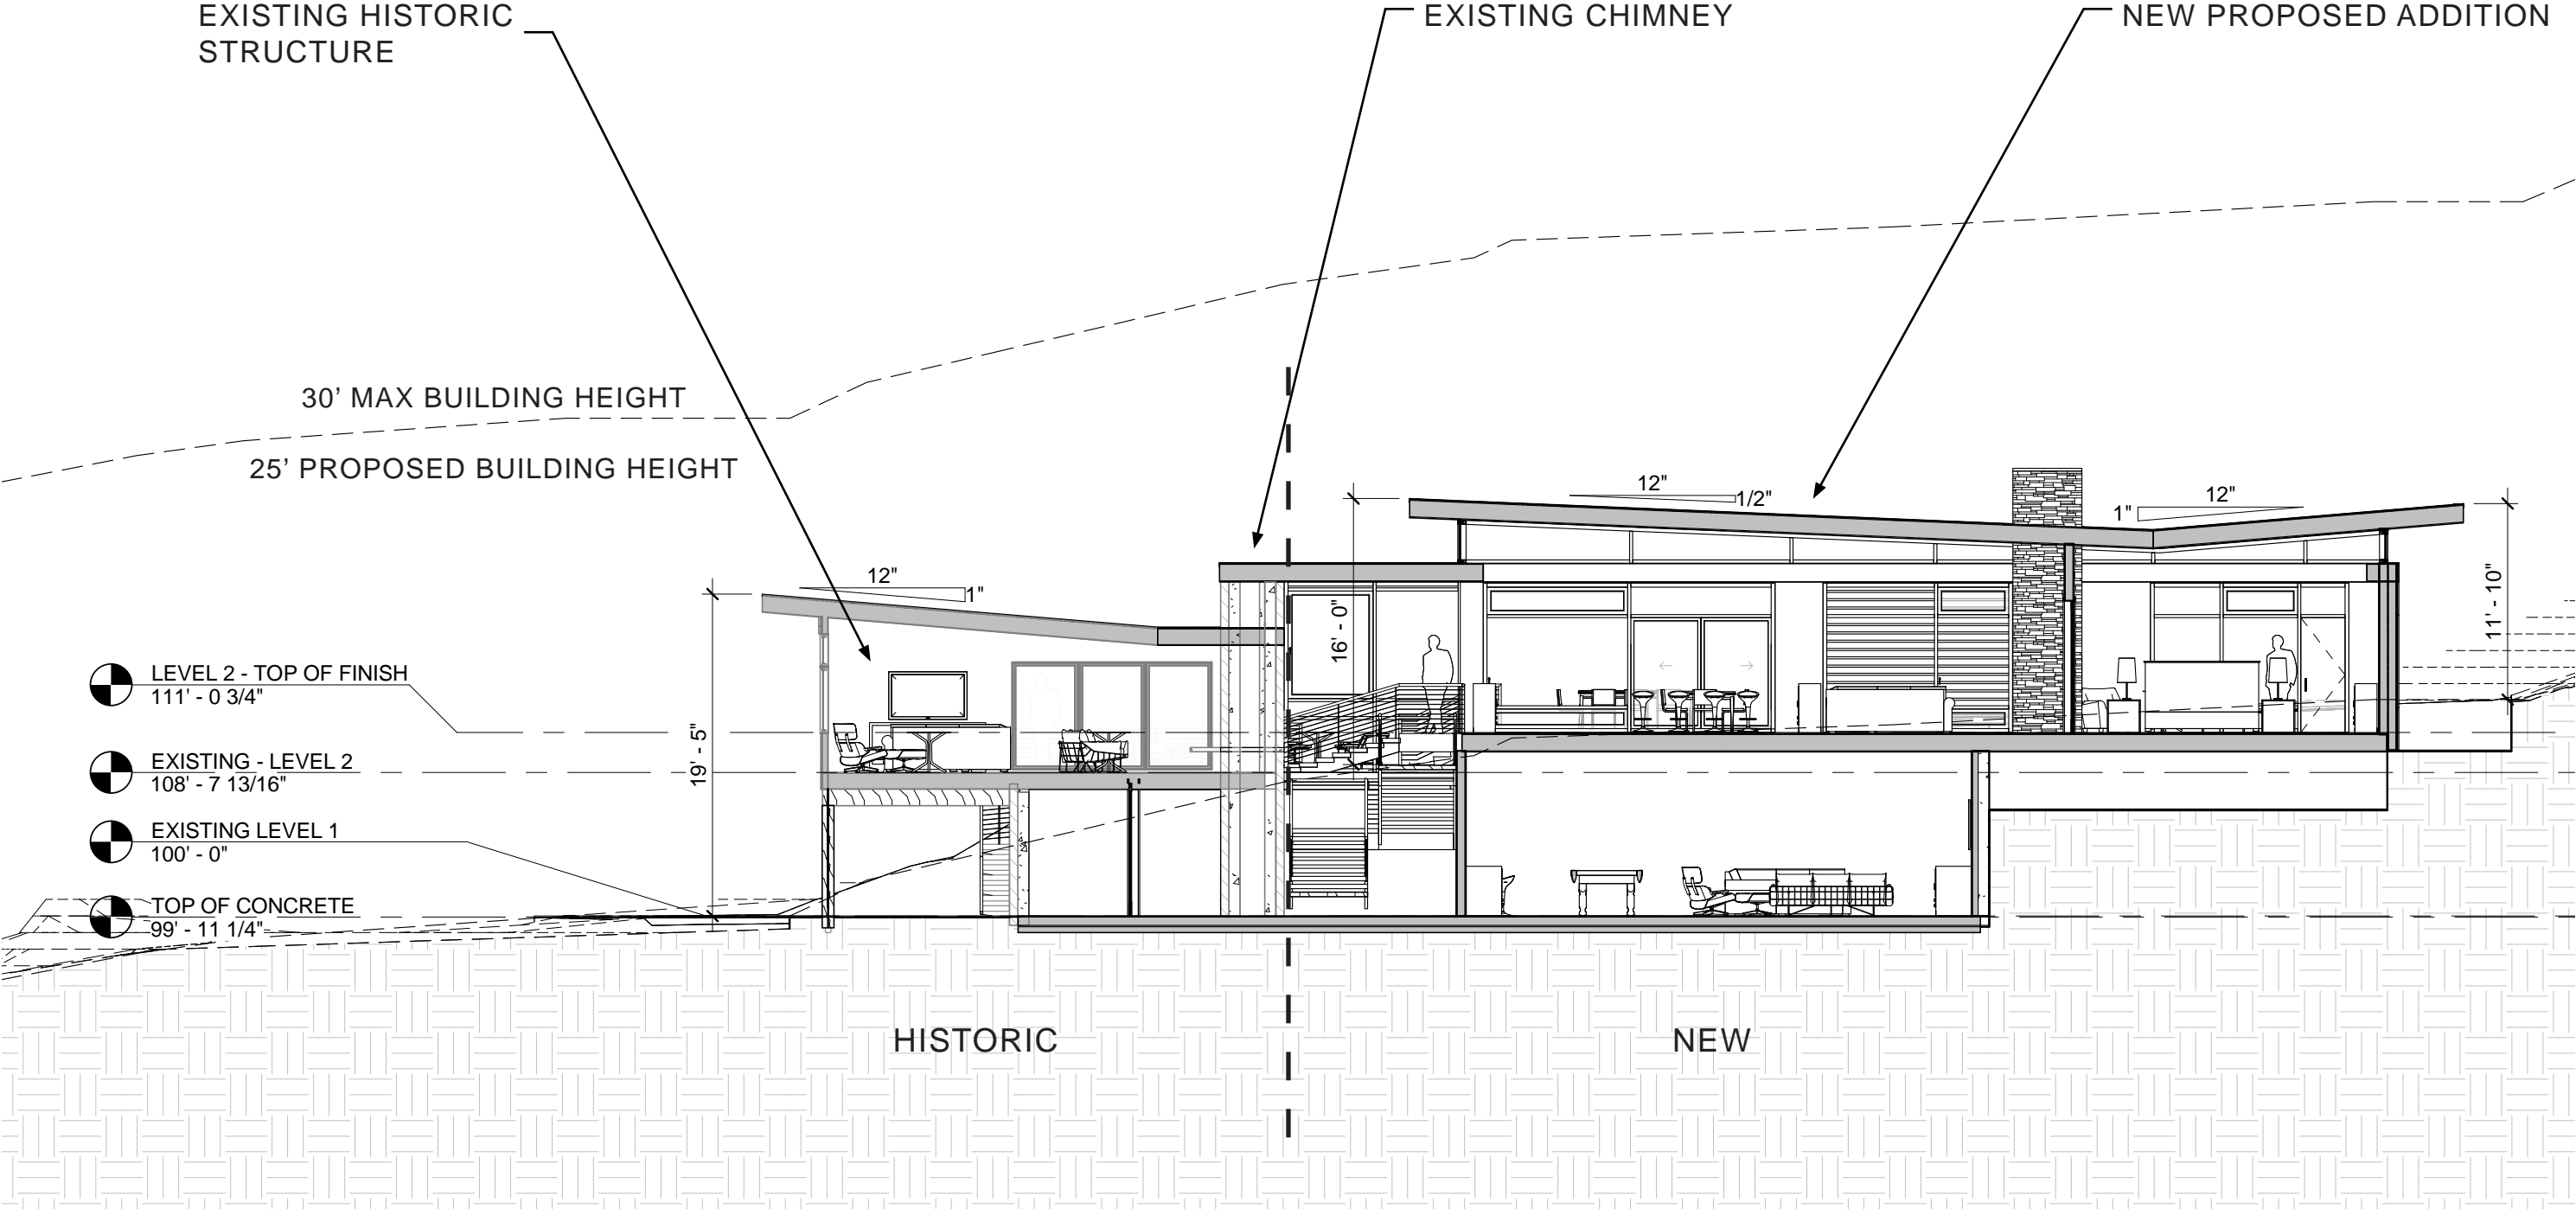 EXISTING HISTORIC
STRUCTURE
EXISTING CHIMNEY
NEW PROPOSED ADDITION
30’ MAX BUILDING HEIGHT
25’ PROPOSED BUILDING HEIGHT
12"
1/2"
12"
1"
12"
1"
16' - 0"
11' - 10"
19' - 5"
LEVEL 2 - TOP OF FINISH
111' - 0 3/4"
EXISTING - LEVEL 2
108' - 7 13/16"
EXISTING LEVEL 1
100' - 0"
TOP OF CONCRETE
99' - 11 1/4"
HISTORIC
NEW